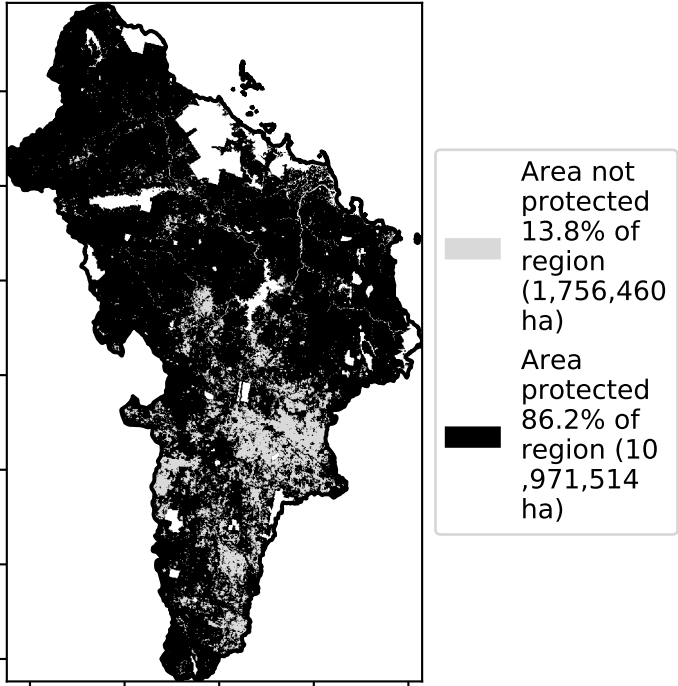 Area not
protected
13.8% of
region
(1,756,460
ha)
Area
protected
86.2% of
region (10
,971,514
ha)